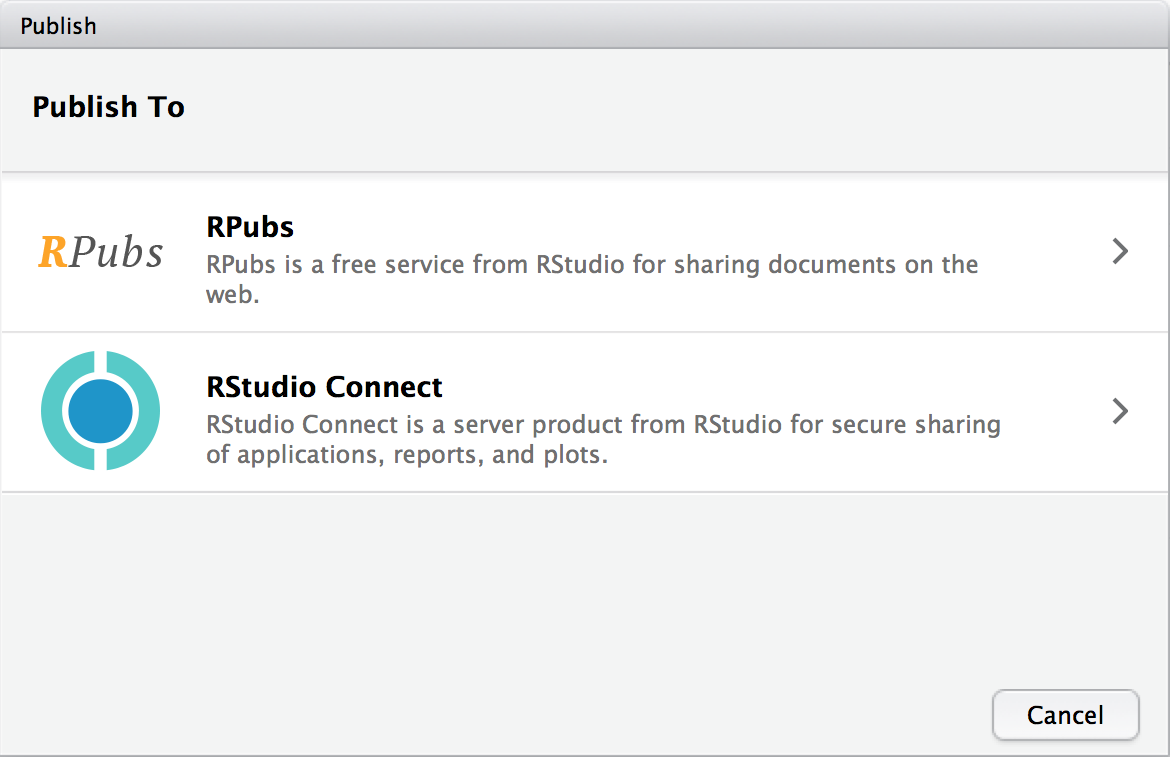 Publish
Publish To
RPubs
RPubs
RPubs is a free service from RStudio for sharing documents on the
web.
RStudio Connect
RStudio Connect is a server product from RStudio for secure sharing
of applications, reports, and plots.
Cancel